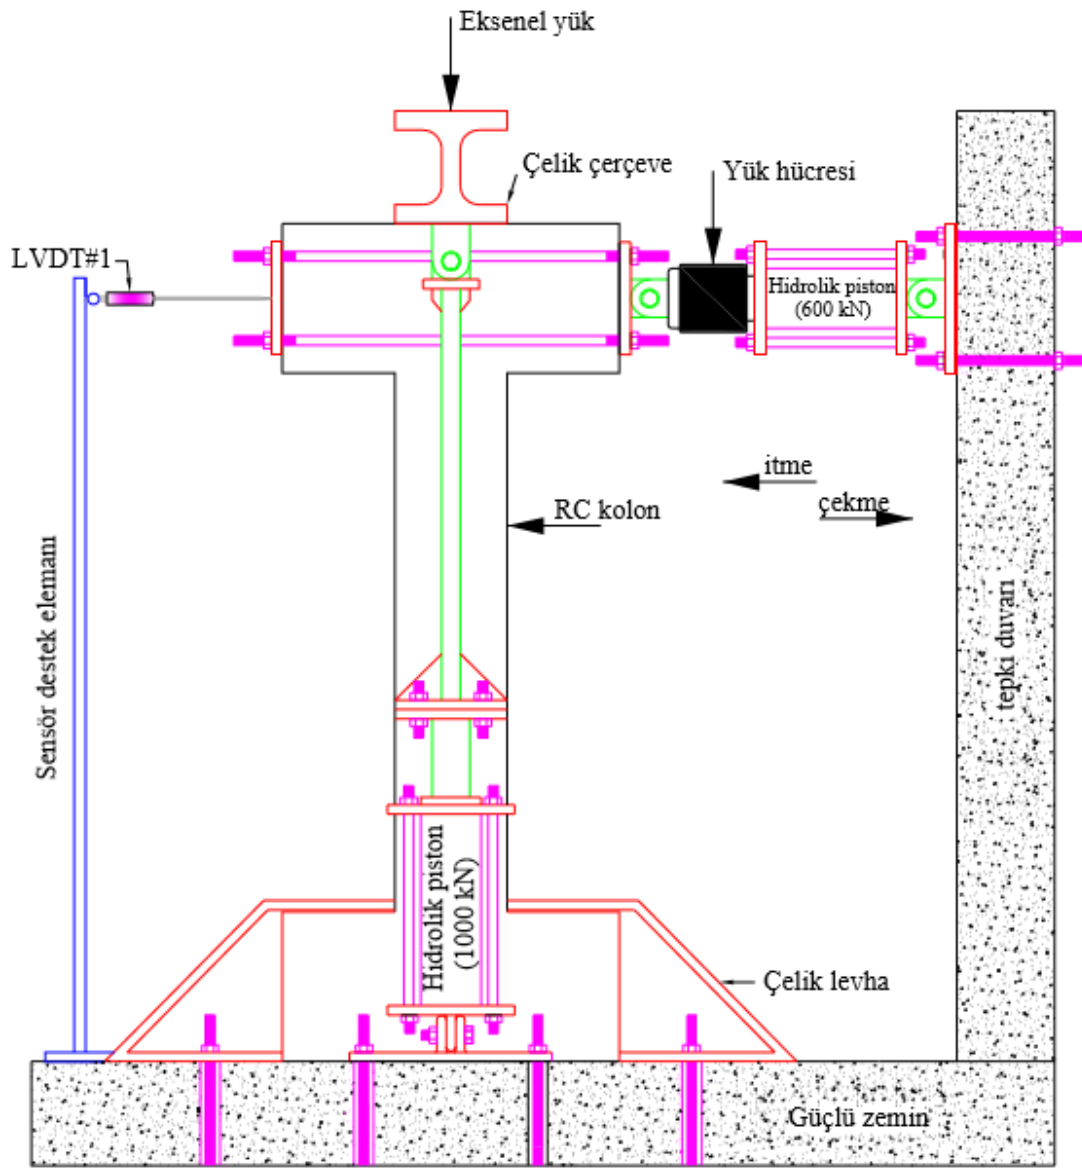 Eksenel yük
Çelik çerçeve
Yük hücresi
LVDT#1
Hidrolik piston
(600 kN)
itme
çekme
RC kolon
Sensör destek elemanı
tepki duvarı
Hidrolik piston
(1000 kN)
Çelik levha
Güçlü zemin